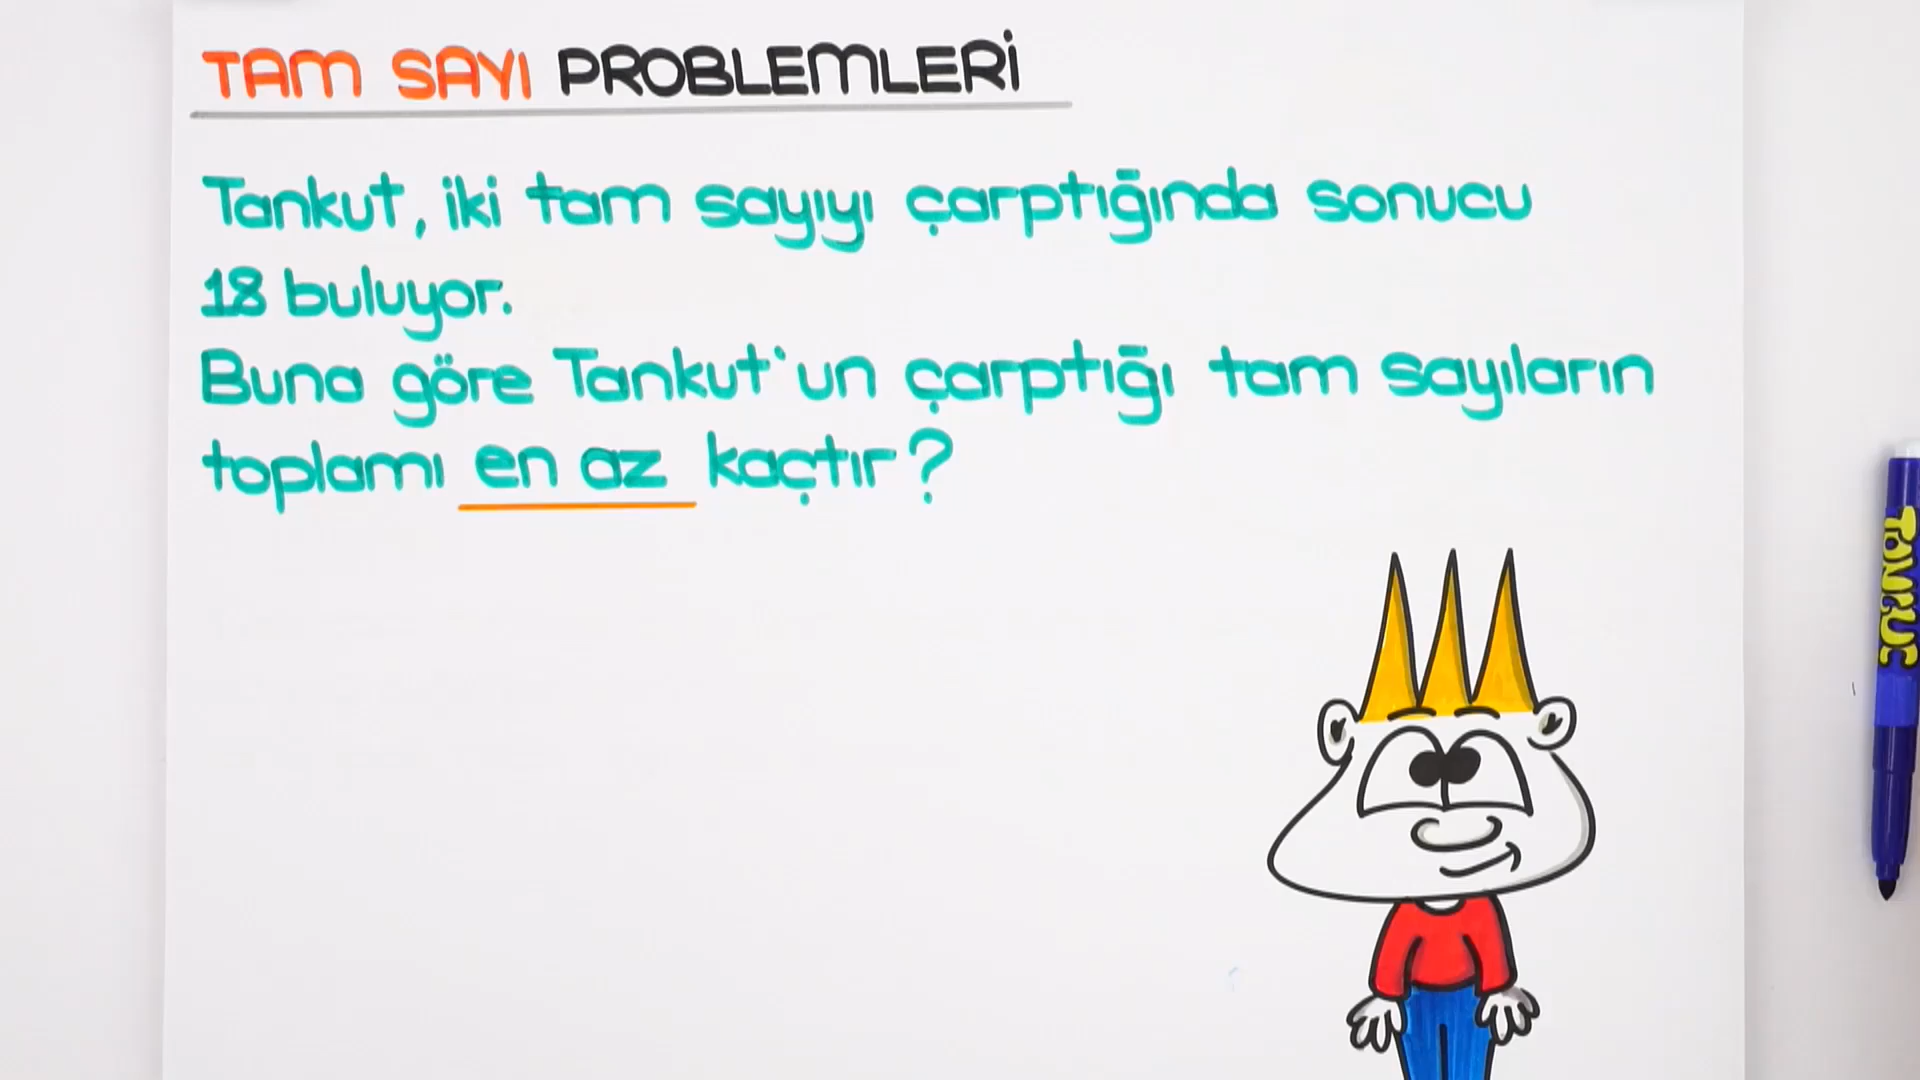 TAM SAYI PROBLEMLERİ
Tankut, iki tam sayıyı çarptığında sonucu
18 buluyor.
Buna göre Tankut'un çarptığı tam sayıların
toplamı en az kaçtır?
TONGUÇ